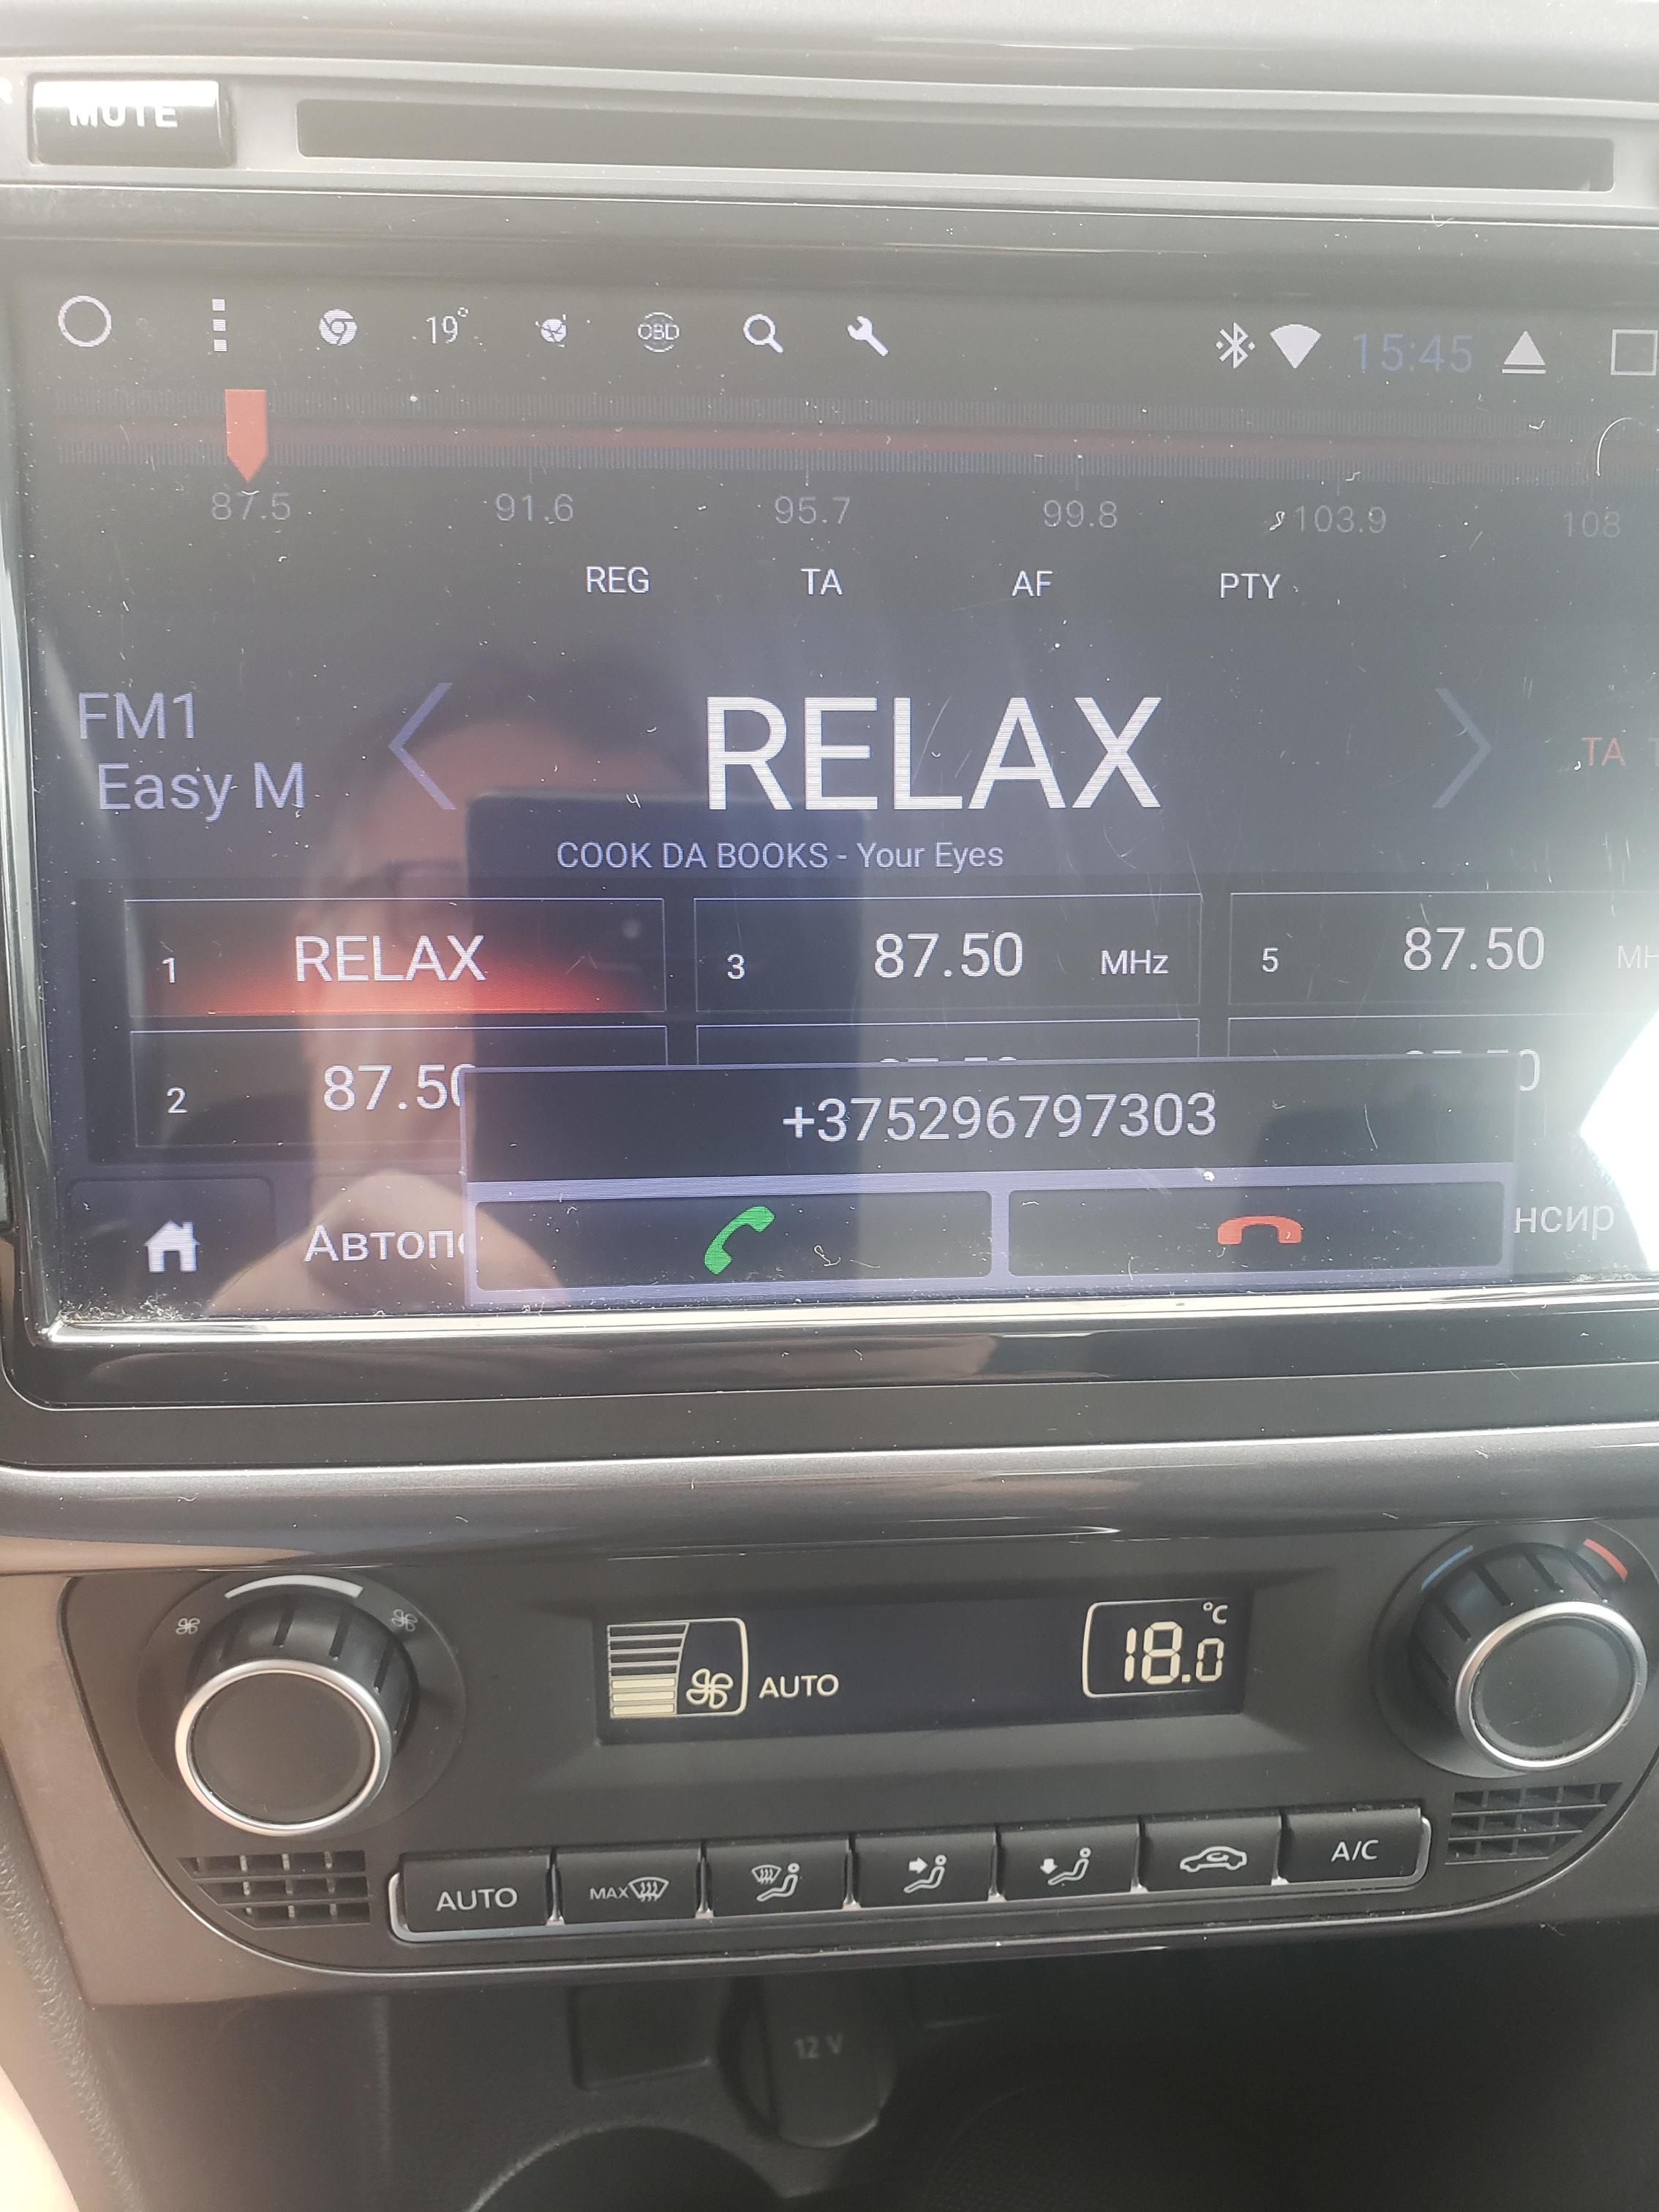 MUTE
19°
OBD
15:45
87.5 91.6 95.7 99.8 103.9 108
REG TA AF PTY
FM1
Easy M
RELAX
TA
COOK DA BOOKS - Your Eyes
1 RELAX
3 87.50 MHz
5 87.50
2 87.50
+375296797303
AUTO
18.0 °C
AUTO
MAX
A/C
12 V